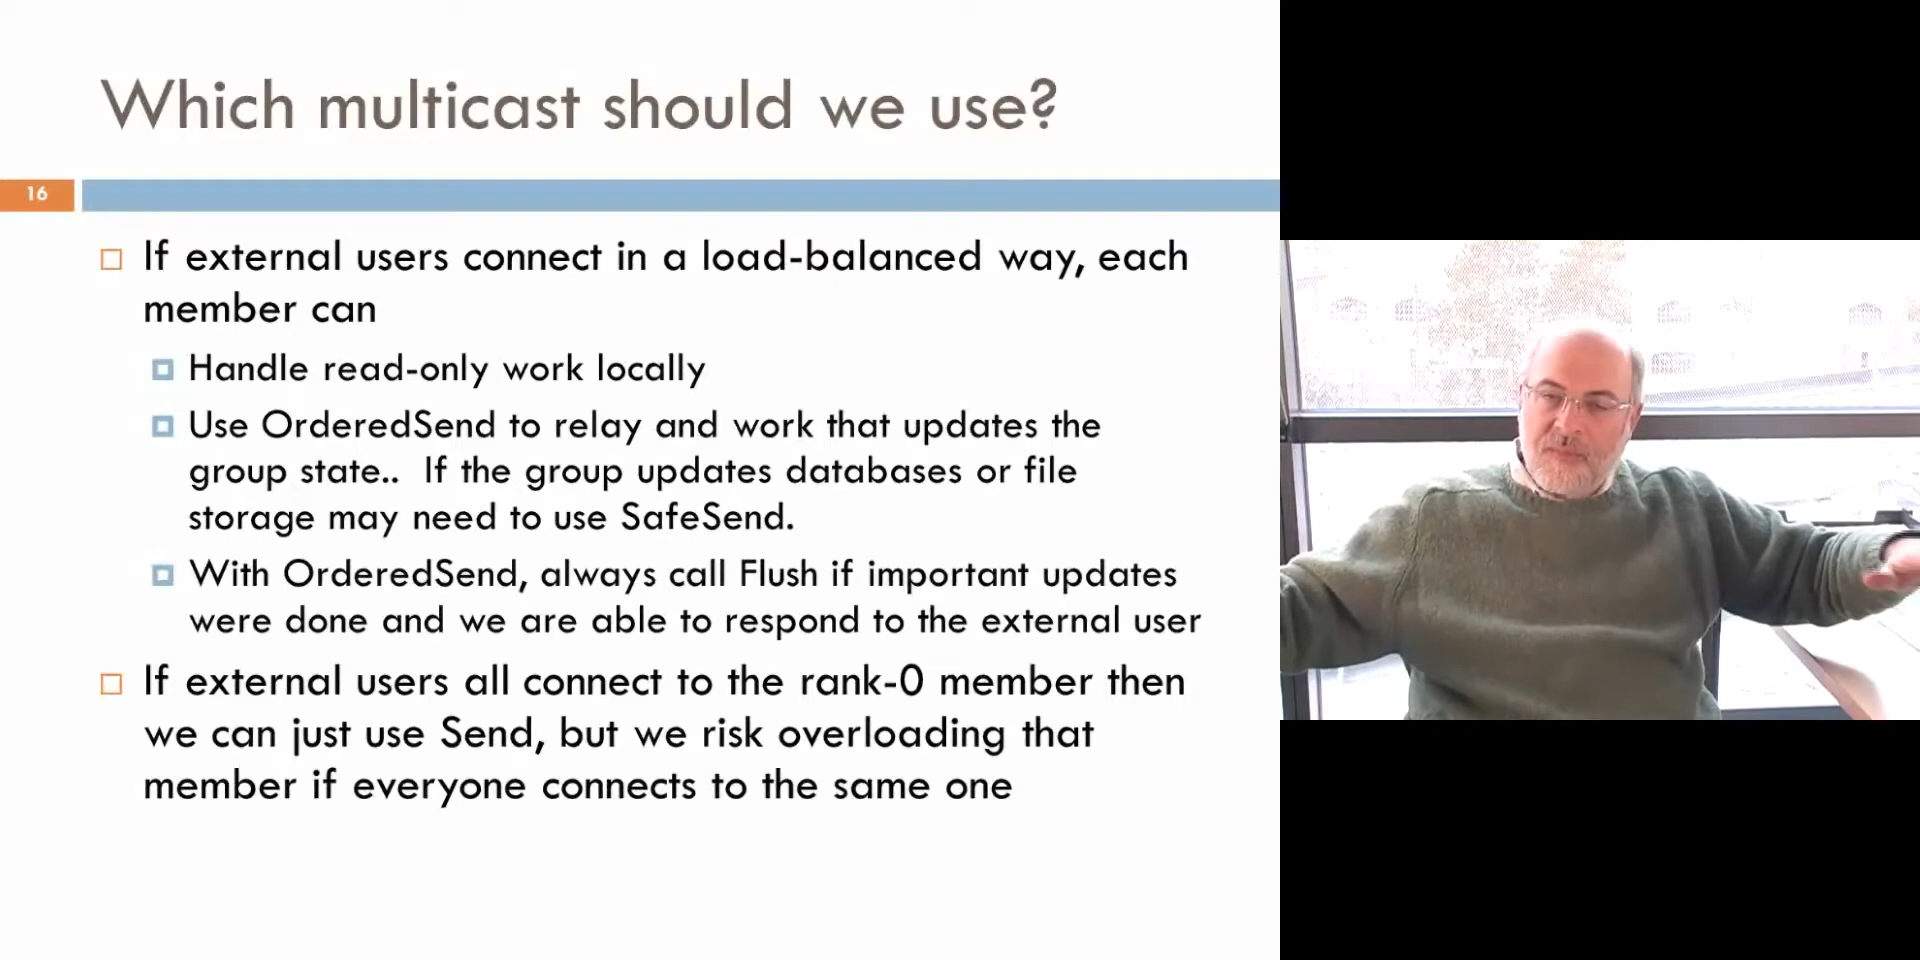 Which multicast should we use?
16
If external users connect in a load-balanced way, each
member can
Handle read-only work locally
Use OrderedSend to relay and work that updates the
group state.. If the group updates databases or file
storage may need to use SafeSend.
With OrderedSend, always call Flush if important updates
were done and we are able to respond to the external user
If external users all connect to the rank-0 member then
we can just use Send, but we risk overloading that
member if everyone connects to the same one